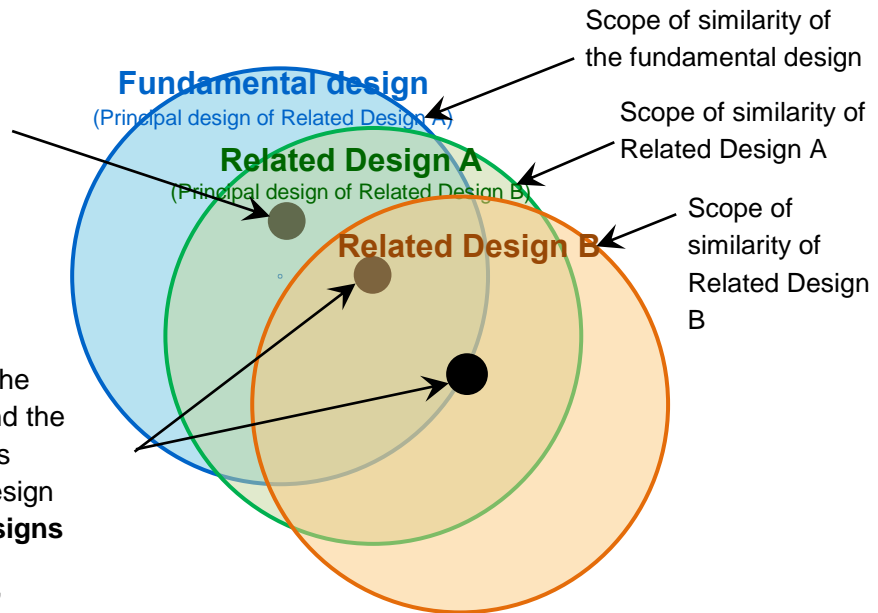 Scope of similarity of
the fundamental design
Fundamental design
(Principal design of Related Design A)
Scope of similarity of
Related Design A
Related Design A
(Principal design of Related Design B)
Scope of
similarity of
Related Design
B
Related Design B
he
nd the
s
esign
signs